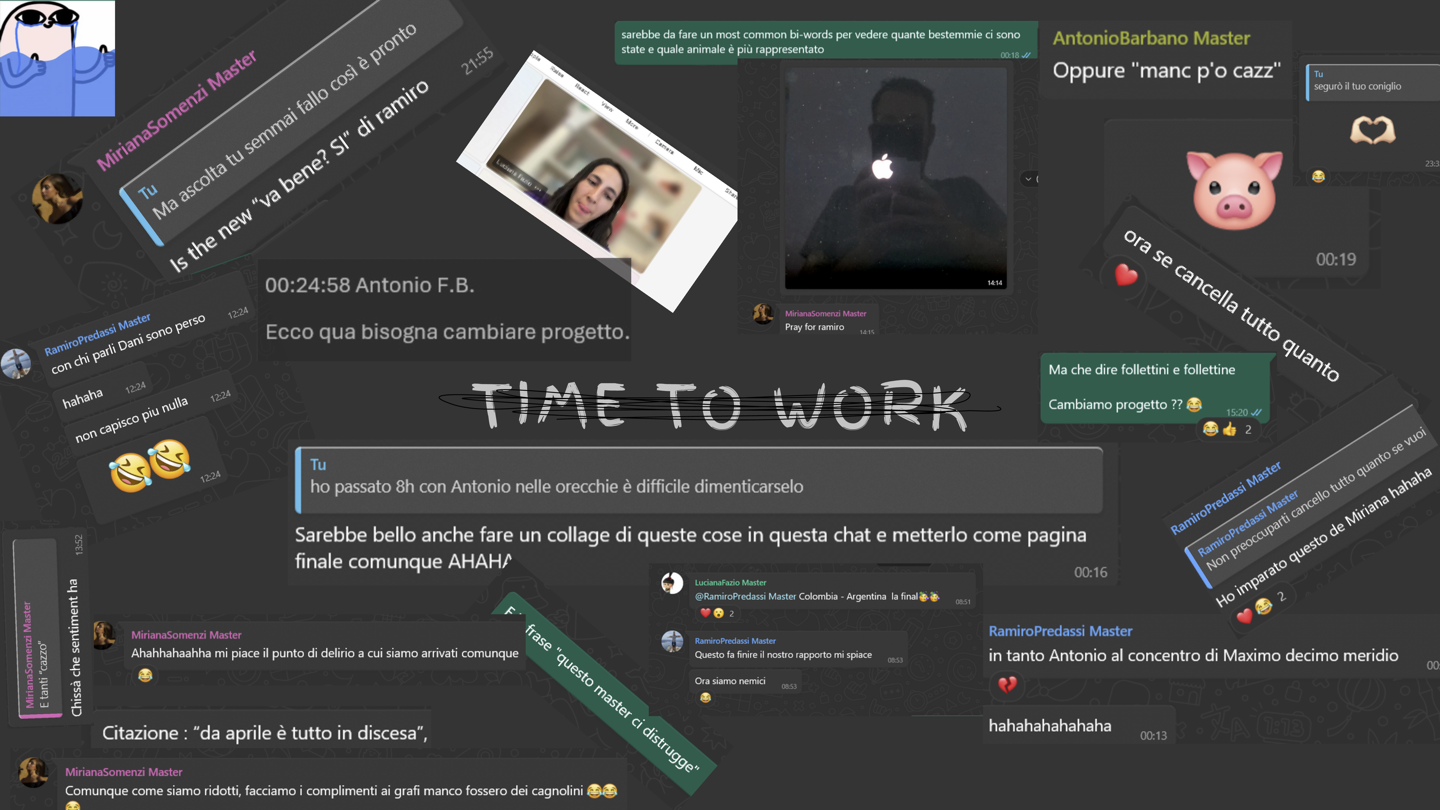 MirianaSomenzi Master
Tu
Ma ascolta tu semmai fallo così è pronto
21:55
Is the new "va bene? SI" di ramiro
React
View
More
Camera
Mic
sarebbe da fare un most common bi-words per vedere quante bestemmie ci sono
state e quale animale è più rappresentato
00:18
14:14
MirianaSomenzi Master
Pray for ramiro
14:15
AntonioBarbano Master
Oppure "manc p'o cazz"
Tu
segurò il tuo coniglio
00:19
ora se cancella tutto quanto
00:24:58 Antonio F.B.
Ecco qua bisogna cambiare progetto.
RamiroPredassi Master
con chi parli Dani sono perso
12:24
hahaha
12:24
non capisco piu nulla
12:24
12:24
TIME TO WORK
Ma che dire follettini e follettine
Cambiamo progetto ?? 😂
15:20
😂👍 2
Tu
ho passato 8h con Antonio nelle orecchie è difficile dimenticarselo
Sarebbe bello anche fare un collage di queste cose in questa chat e metterlo come pagina
finale comunque AHAHA
00:16
RamiroPredassi Master
RamiroPredassi Master
Non preoccuparti cancello tutto quanto se vuoi
Ho imparato questo de Miriana hahaha
2
MirianaSomenzi Master
E tanti "cazzo"
Chissà che sentiment ha
13:52
MirianaSomenzi Master
Ahahhahaahha mi piace il punto di delirio a cui siamo arrivati comunque
frase "questo master ci distrugge"
LucianaFazio Master
@RamiroPredassi Master Colombia - Argentina la final
08:51
2
RamiroPredassi Master
Questo fa finire il nostro rapporto mi spiace
08:53
Ora siamo nemici
08:53
RamiroPredassi Master
in tanto Antonio al concentro di Maximo decimo meridio
hahahahahahaha
00:13
Citazione : "da aprile è tutto in discesa",
MirianaSomenzi Master
Comunque come siamo ridotti, facciamo i complimenti ai grafi manco fossero dei cagnolini 😂😂